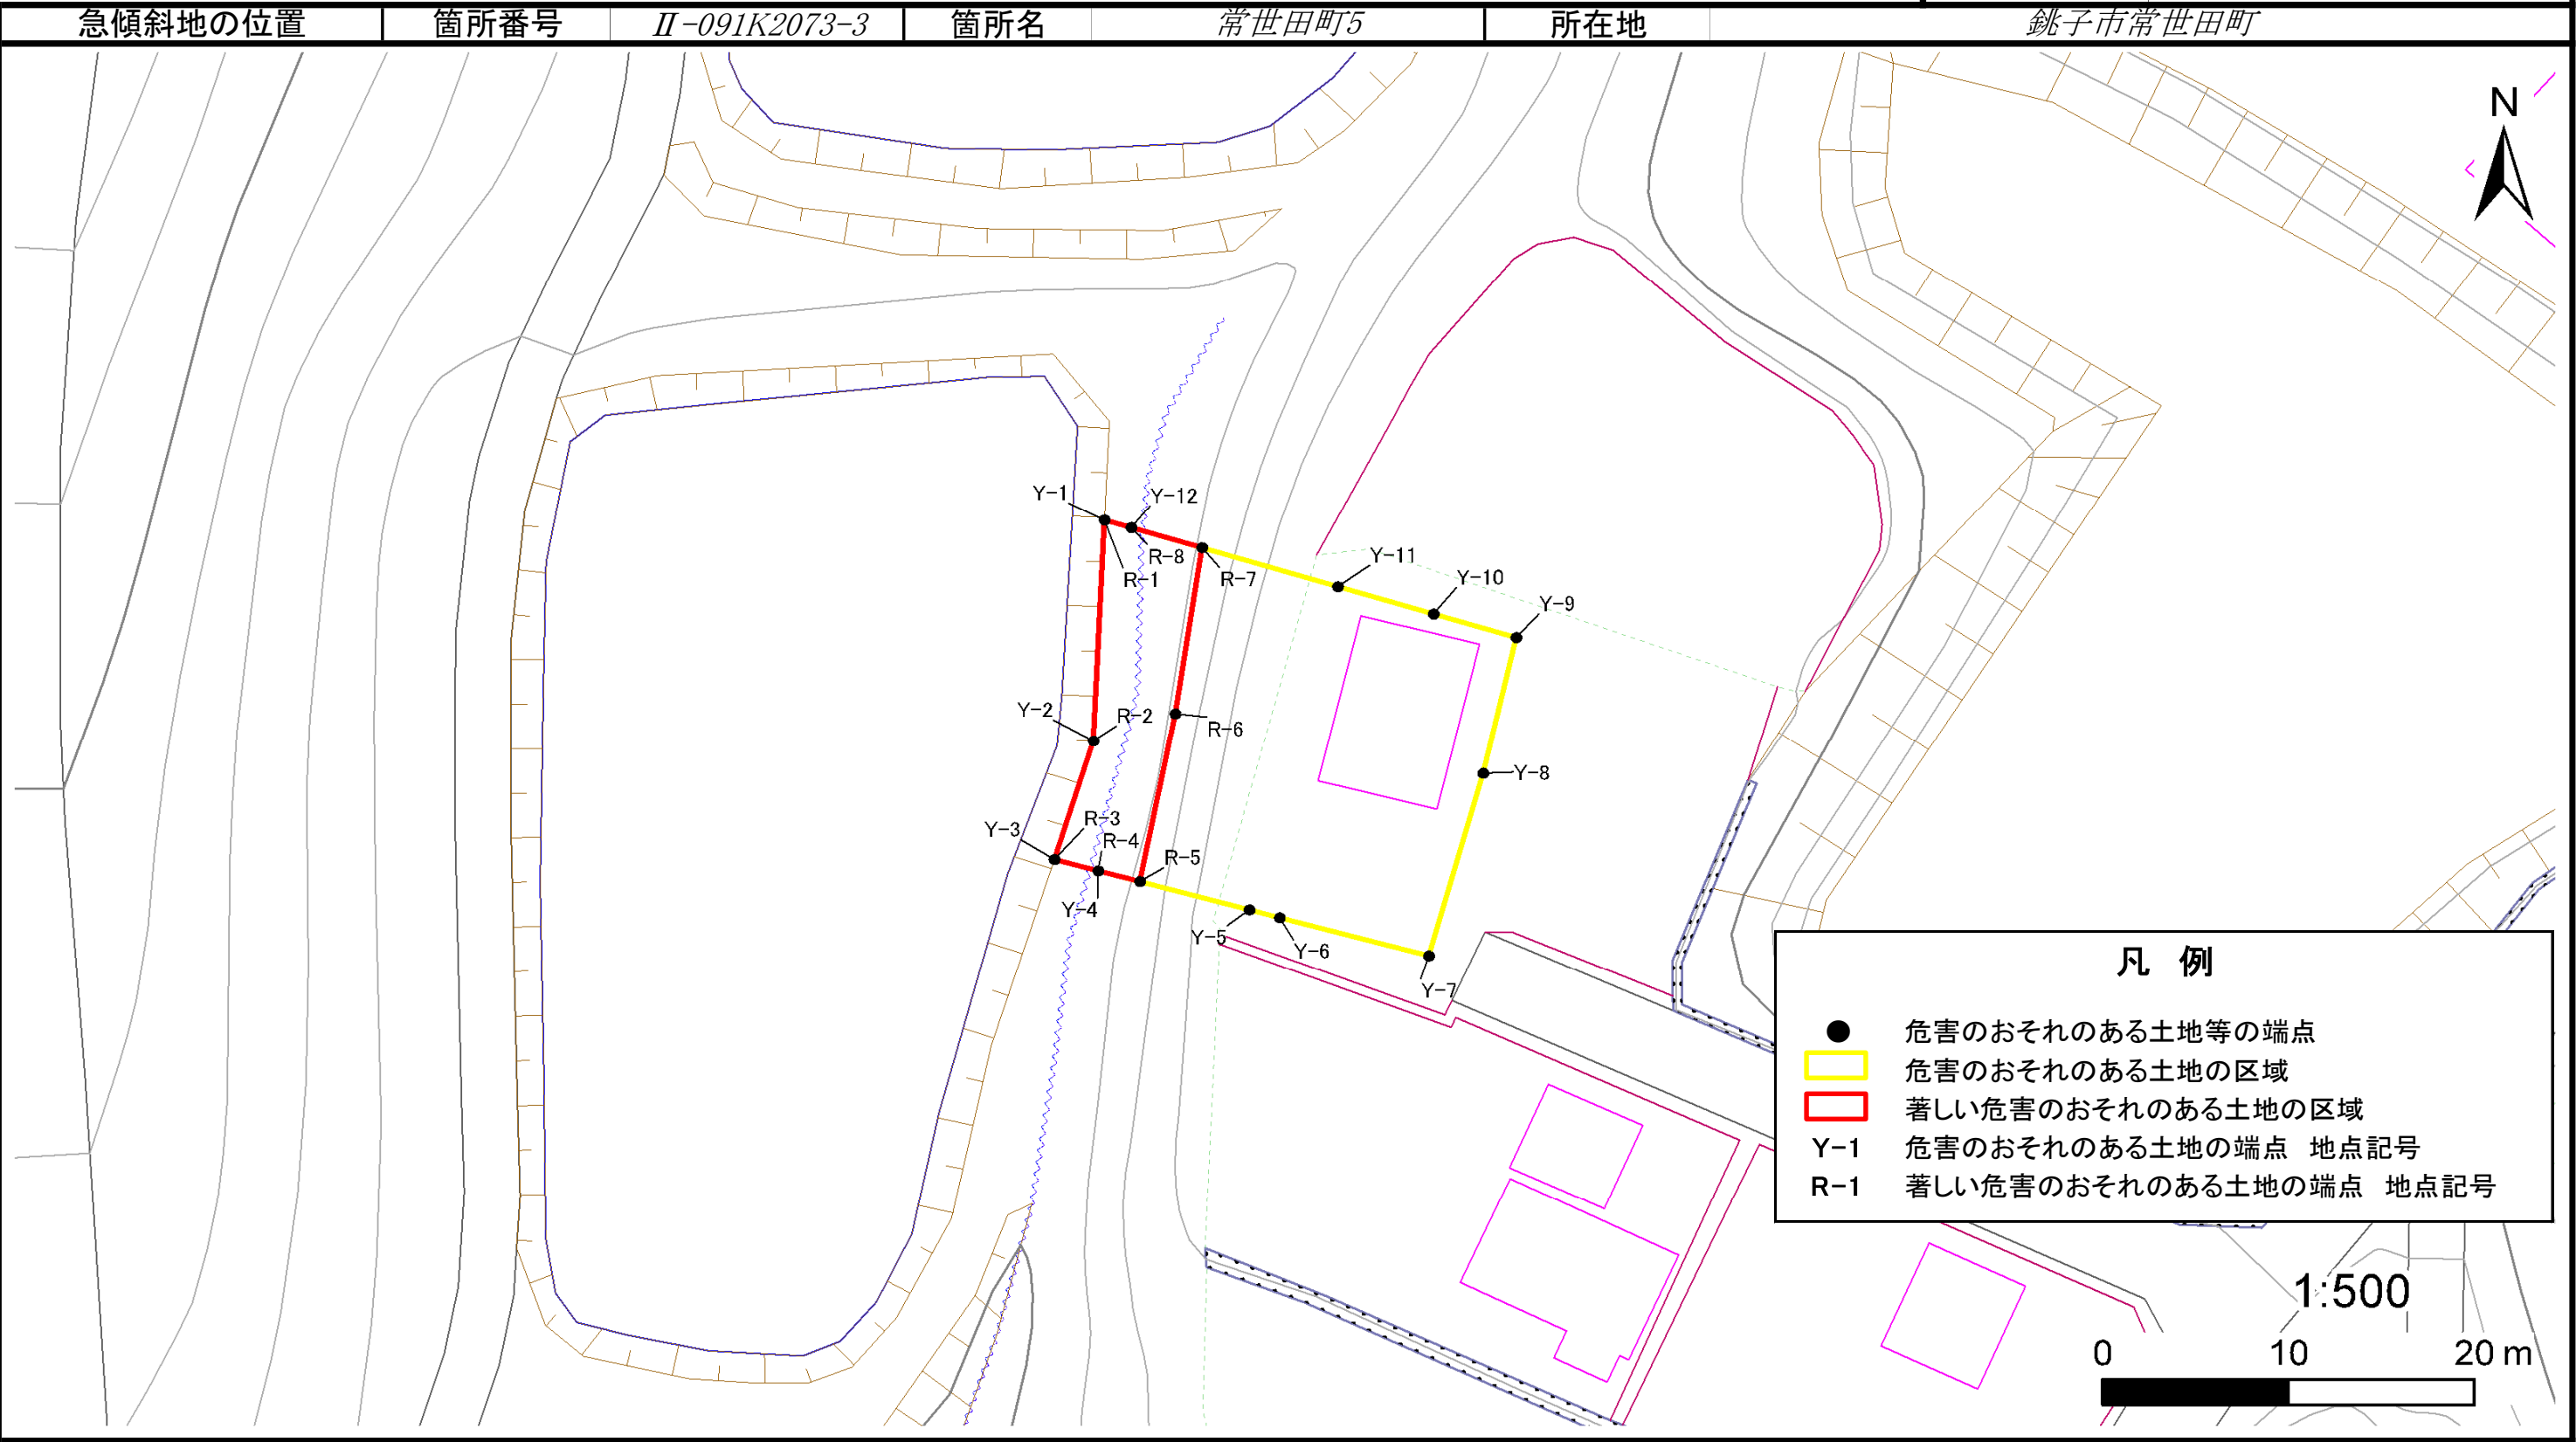 急傾斜地の位置 箇所番号 Ⅱ-091K2073-3 箇所名 常世田町5 所在地 銚子市常世田町
N
Y-1
Y-12
R-8
R-1
R-7
Y-11
Y-10
Y-9
Y-2
R-2
R-6
Y-8
Y-3
R-3
R-4
R-5
Y-4
Y-5
Y-6
Y-7
凡 例
危害のおそれのある土地等の端点
危害のおそれのある土地の区域
著しい危害のおそれのある土地の区域
Y-1 危害のおそれのある土地の端点 地点記号
R-1 著しい危害のおそれのある土地の端点 地点記号
1:500
0 10 20 m